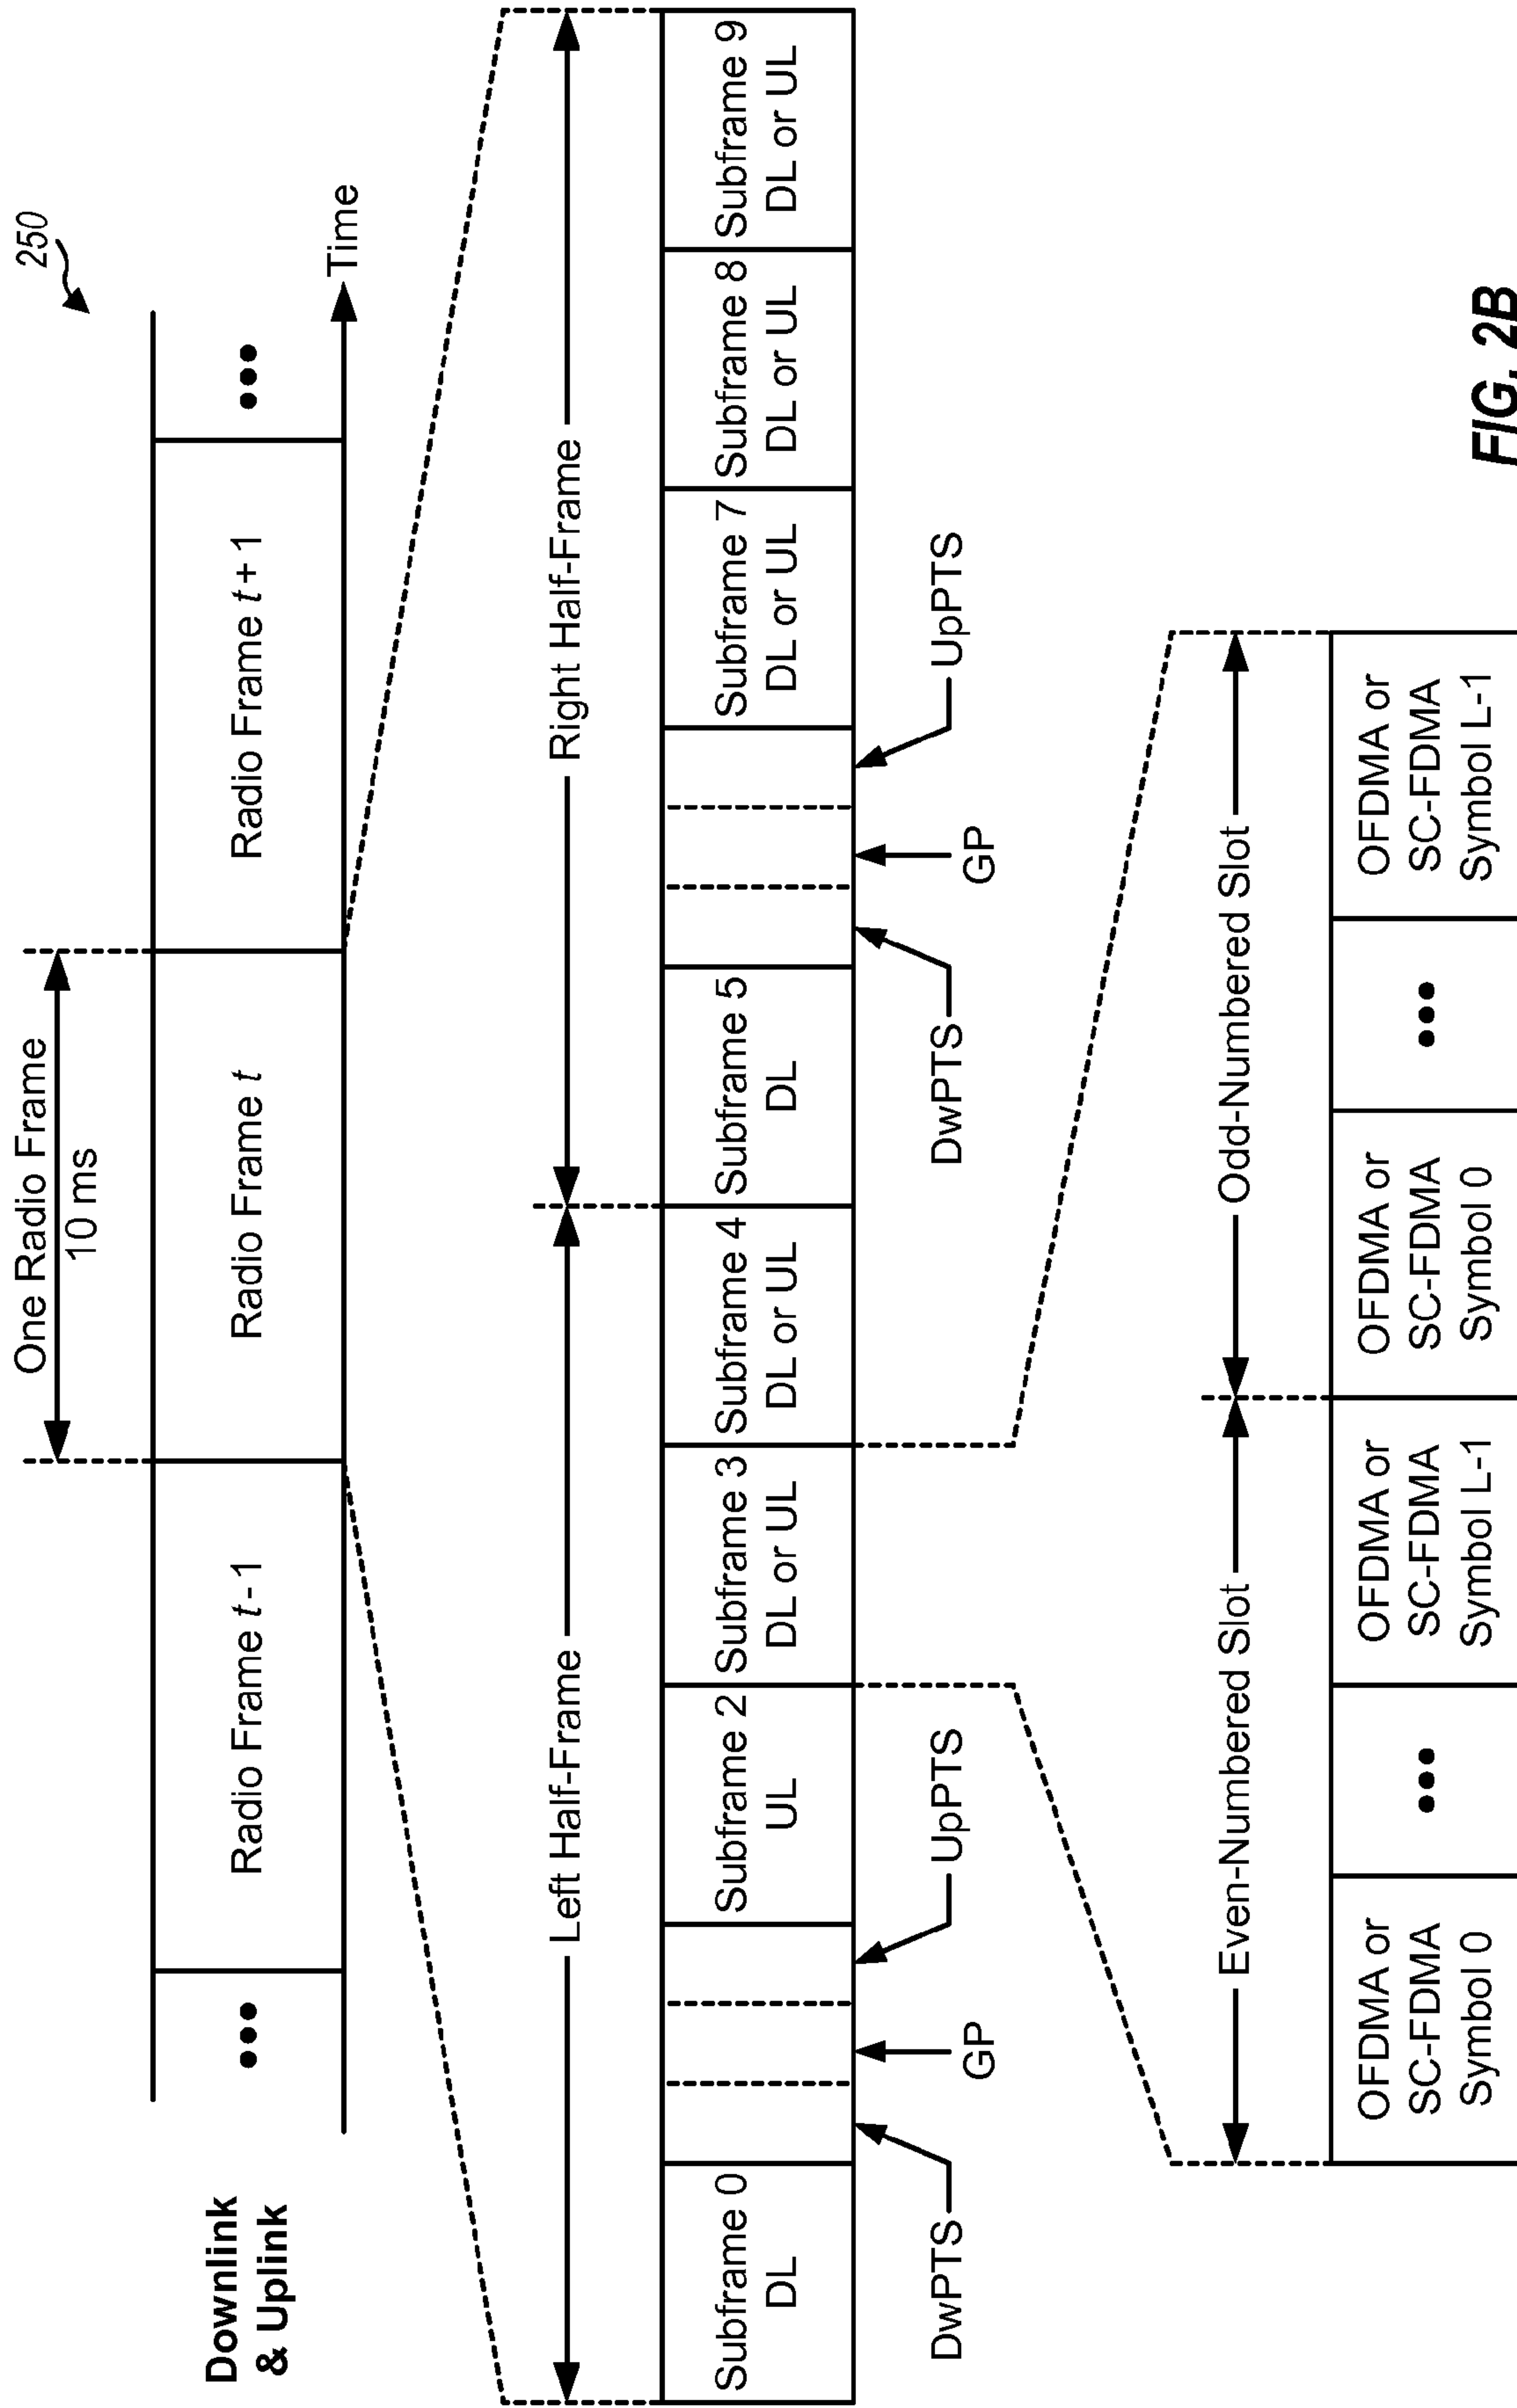 250
One Radio Frame
10 ms
Downlink
& Uplink
•••
Radio Frame t - 1
Radio Frame t
Radio Frame t + 1
•••
Time
Left Half-Frame
Right Half-Frame
Subframe 0
DL
Subframe 2
UL
Subframe 3
DL or UL
Subframe 4
DL or UL
Subframe 5
DL
Subframe 7
DL or UL
Subframe 8
DL or UL
Subframe 9
DL or UL
DwPTS
GP
UpPTS
DwPTS
GP
UpPTS
Even-Numbered Slot
Odd-Numbered Slot
OFDMA or
SC-FDMA
Symbol 0
•••
OFDMA or
SC-FDMA
Symbol L-1
OFDMA or
SC-FDMA
Symbol 0
•••
OFDMA or
SC-FDMA
Symbol L-1
FIG. 2B